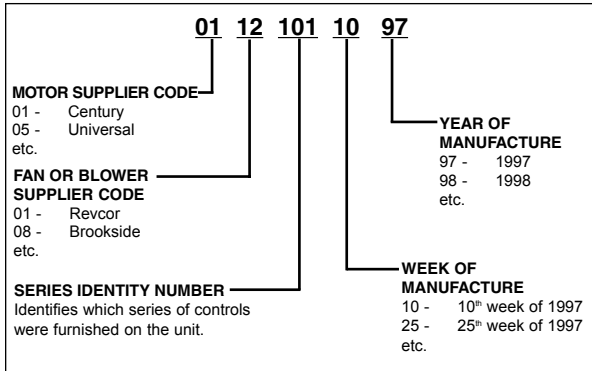 01 12 101 10 97
MOTOR SUPPLIER CODE
01 - Century
05 - Universal
etc.
FAN OR BLOWER
SUPPLIER CODE
01 - Revcor
08 - Brookside
etc.
SERIES IDENTITY NUMBER
Identifies which series of controls
were furnished on the unit.
YEAR OF
MANUFACTURE
97 - 1997
98 - 1998
etc.
WEEK OF
MANUFACTURE
10 - 10th week of 1997
25 - 25th week of 1997
etc.